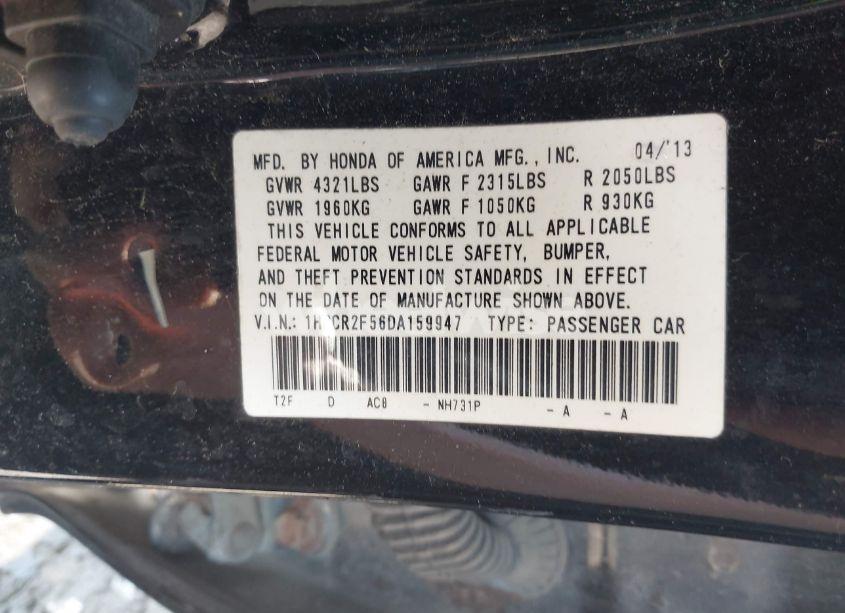 MFD. BY HONDA OF AMERICA MFG., INC. 04/'13
GVWR 4321LBS GAWR F 2315LBS R 2050LBS
GVWR 1960KG GAWR F 1050KG R 930KG
THIS VEHICLE CONFORMS TO ALL APPLICABLE
FEDERAL MOTOR VEHICLE SAFETY, BUMPER,
AND THEFT PREVENTION STANDARDS IN EFFECT
ON THE DATE OF MANUFACTURE SHOWN ABOVE.
V.I.N.: 1HGCR2F56DA159947 TYPE: PASSENGER CAR
T2F D AC8 - NH731P - A - A